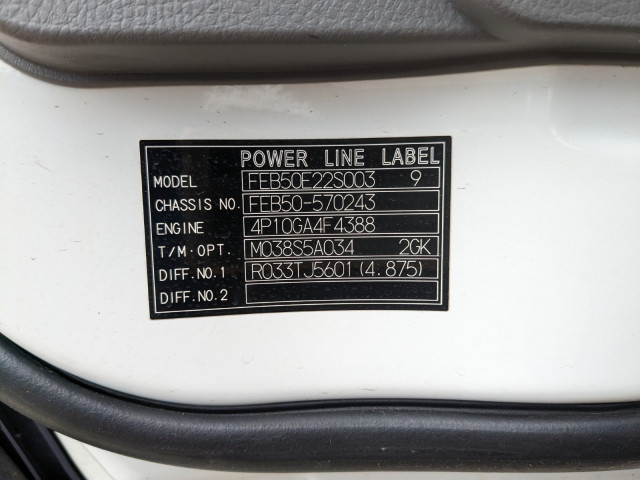 POWER LINE LABEL
MODEL FEB50E22S003 9
CHASSIS NO. FEB50-570243
ENGINE 4P10GA4F4388
T/M·OPT. M038S5A034 2GK
DIFF.NO.1 R033TJ5601(4.875)
DIFF.NO.2